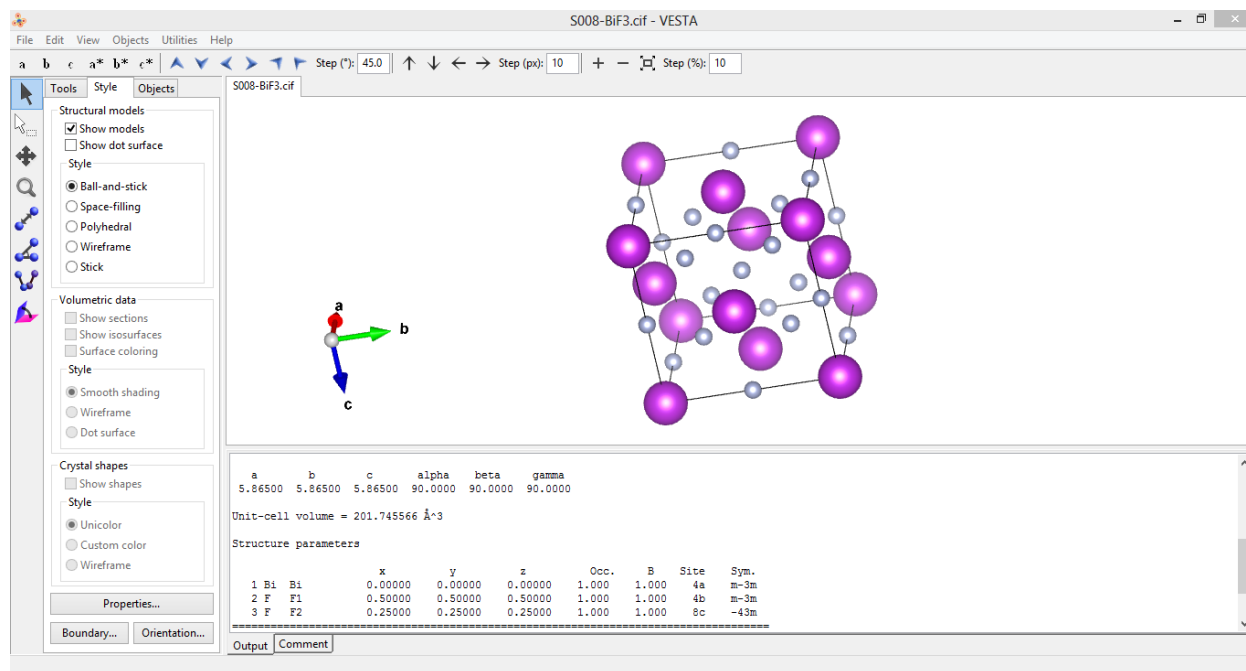 S008-BiF3.cif - VESTA
File Edit View Objects Utilities Help
a b c a* b* c* Step (°): 45.0 Step (px): 10 Step (%): 10
Tools Style Objects
S008-BiF3.cif
Structural models
Show models
Show dot surface
Style
Ball-and-stick
Space-filling
Polyhedral
Wireframe
Stick
Volumetric data
Show sections
Show isosurfaces
Surface coloring
Style
Smooth shading
Wireframe
Dot surface
Crystal shapes
Show shapes
Style
Unicolor
Custom color
Wireframe
Properties...
Boundary... Orientation...
a
b
c
a b c alpha beta gamma
5.86500 5.86500 5.86500 90.0000 90.0000 90.0000
Unit-cell volume = 201.745566 Å^3
Structure parameters
x y z Occ. B Site Sym.
1 Bi Bi 0.00000 0.00000 0.00000 1.000 1.000 4a m-3m
2 F F1 0.50000 0.50000 0.50000 1.000 1.000 4b m-3m
3 F F2 0.25000 0.25000 0.25000 1.000 1.000 8c -43m
Output Comment